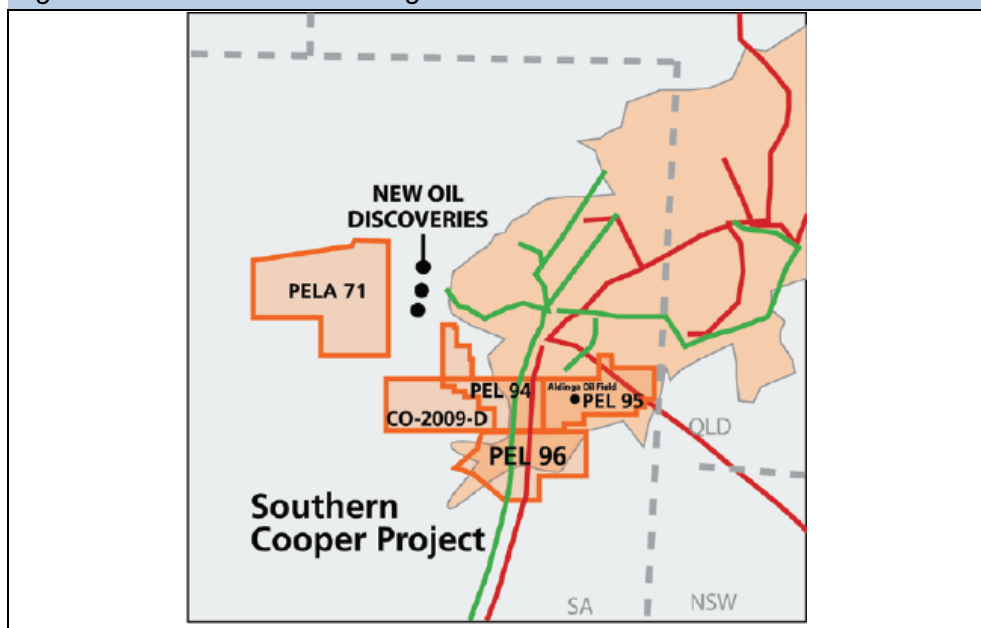 NEW OIL
DISCOVERIES
PELA 71
PEL 94
Aldinga Oil Field
PEL 95
CO-2009-D
QLD
PEL 96
Southern
Cooper Project
SA
NSW